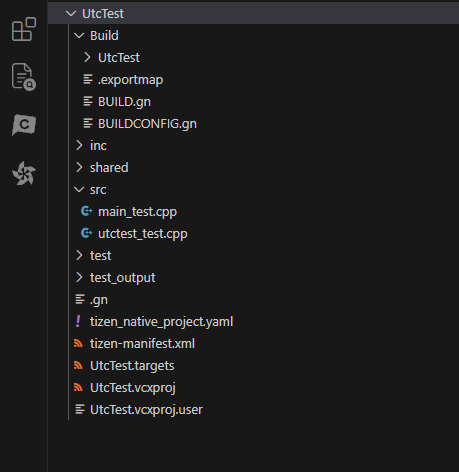 UtcTest
Build
UtcTest
.exportmap
BUILD.gn
BUILDCONFIG.gn
inc
shared
src
main_test.cpp
utctest_test.cpp
test
test_output
.gn
tizen_native_project.yaml
tizen-manifest.xml
UtcTest.targets
UtcTest.vcxproj
UtcTest.vcxproj.user